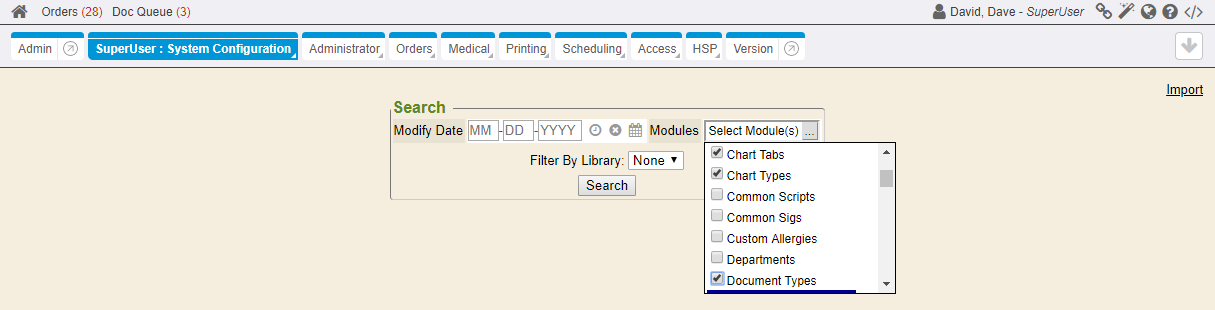 Orders (28) Doc Queue (3) David, Dave - SuperUser
Admin SuperUser : System Configuration Administrator Orders Medical Printing Scheduling Access HSP Version
Import
Search
Modify Date MM-DD-YYYY Modules Select Module(s) ...
Filter By Library: None
Search
Chart Tabs
Chart Types
Common Scripts
Common Sigs
Custom Allergies
Departments
Document Types